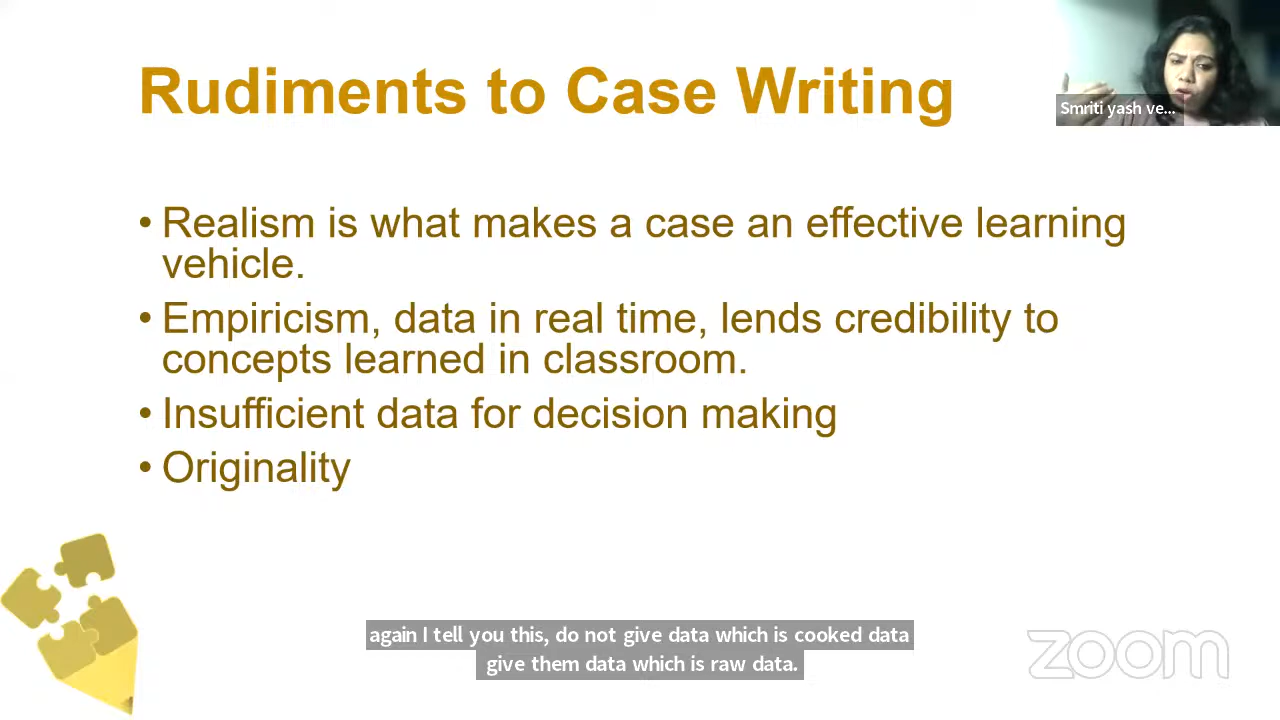 Rudiments to Case Writing
Smriti yash ve...
• Realism is what makes a case an effective learning
vehicle.
• Empiricism, data in real time, lends credibility to
concepts learned in classroom.
• Insufficient data for decision making
• Originality
again I tell you this, do not give data which is cooked data
give them data which is raw data.
zoom